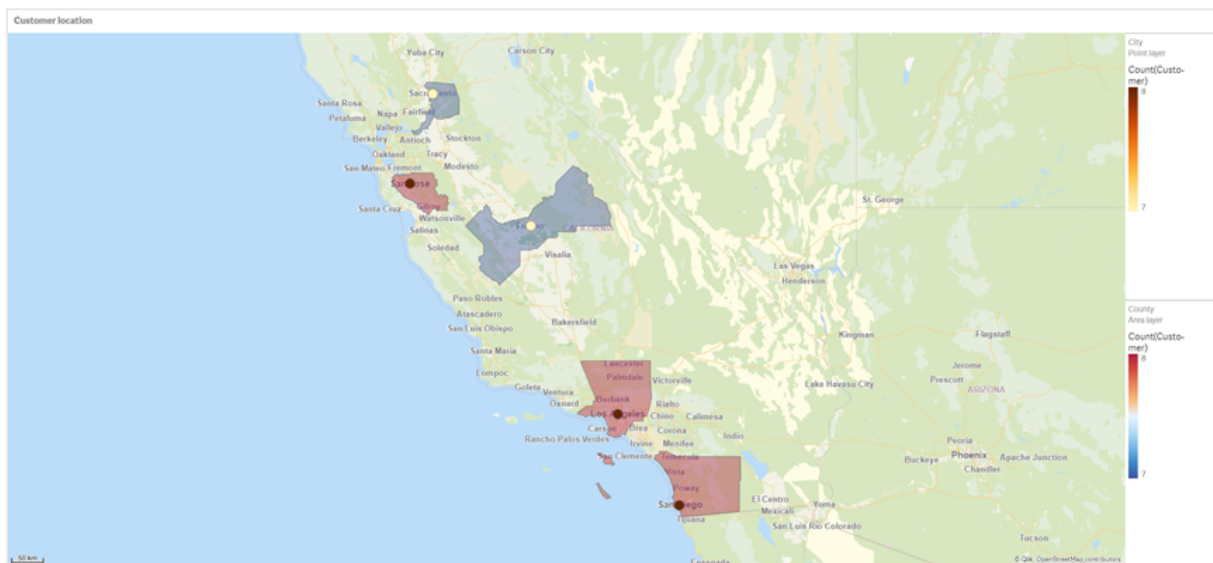 Customer location
Yuba City
Carson City
Santa Rosa
Napa
Fairfield
Petaluma
Vallejo
Berkeley
Antioch
Stockton
Oakland
Tracy
San Mateo
Fremont
Modesto
San Jose
Gilroy
Santa Cruz
Watsonville
Salinas
Soledad
CALIFORNIA
Visalia
St. George
Las Vegas
Henderson
Paso Robles
Atascadero
San Luis Obispo
Bakersfield
Kingman
Flagstaff
Santa Maria
Lompoc
Lancaster
Palmdale
Victorville
Lake Havasu City
Jerome
Prescott
ARIZONA
Goleta
Ventura
Oxnard
Burbank
Rialto
Los Angeles
Chino
Calimesa
Carson
Brea
Corona
Rancho Palos Verdes
Irvine
Menifee
Indio
San Clemente
Temecula
Vista
Poway
San Diego
Tijuana
El Centro
Mexicali
Yuma
San Luis Rio Colorado
Peoria
Buckeye
Phoenix
Apache Junction
Chandler
Tucson
50 km
© Qlik, OpenStreetMap contributors
City
Point layer
Count(Custo-
mer)
8
7
County
Area layer
Count(Custo-
mer)
8
7